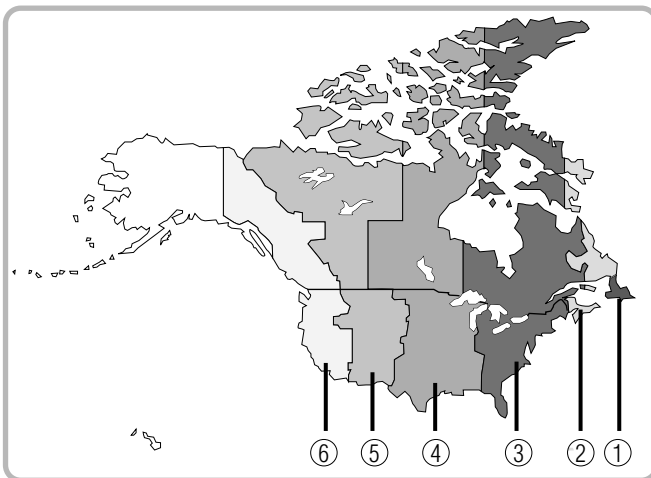 ⑥ ⑤ ④ ③ ② ①